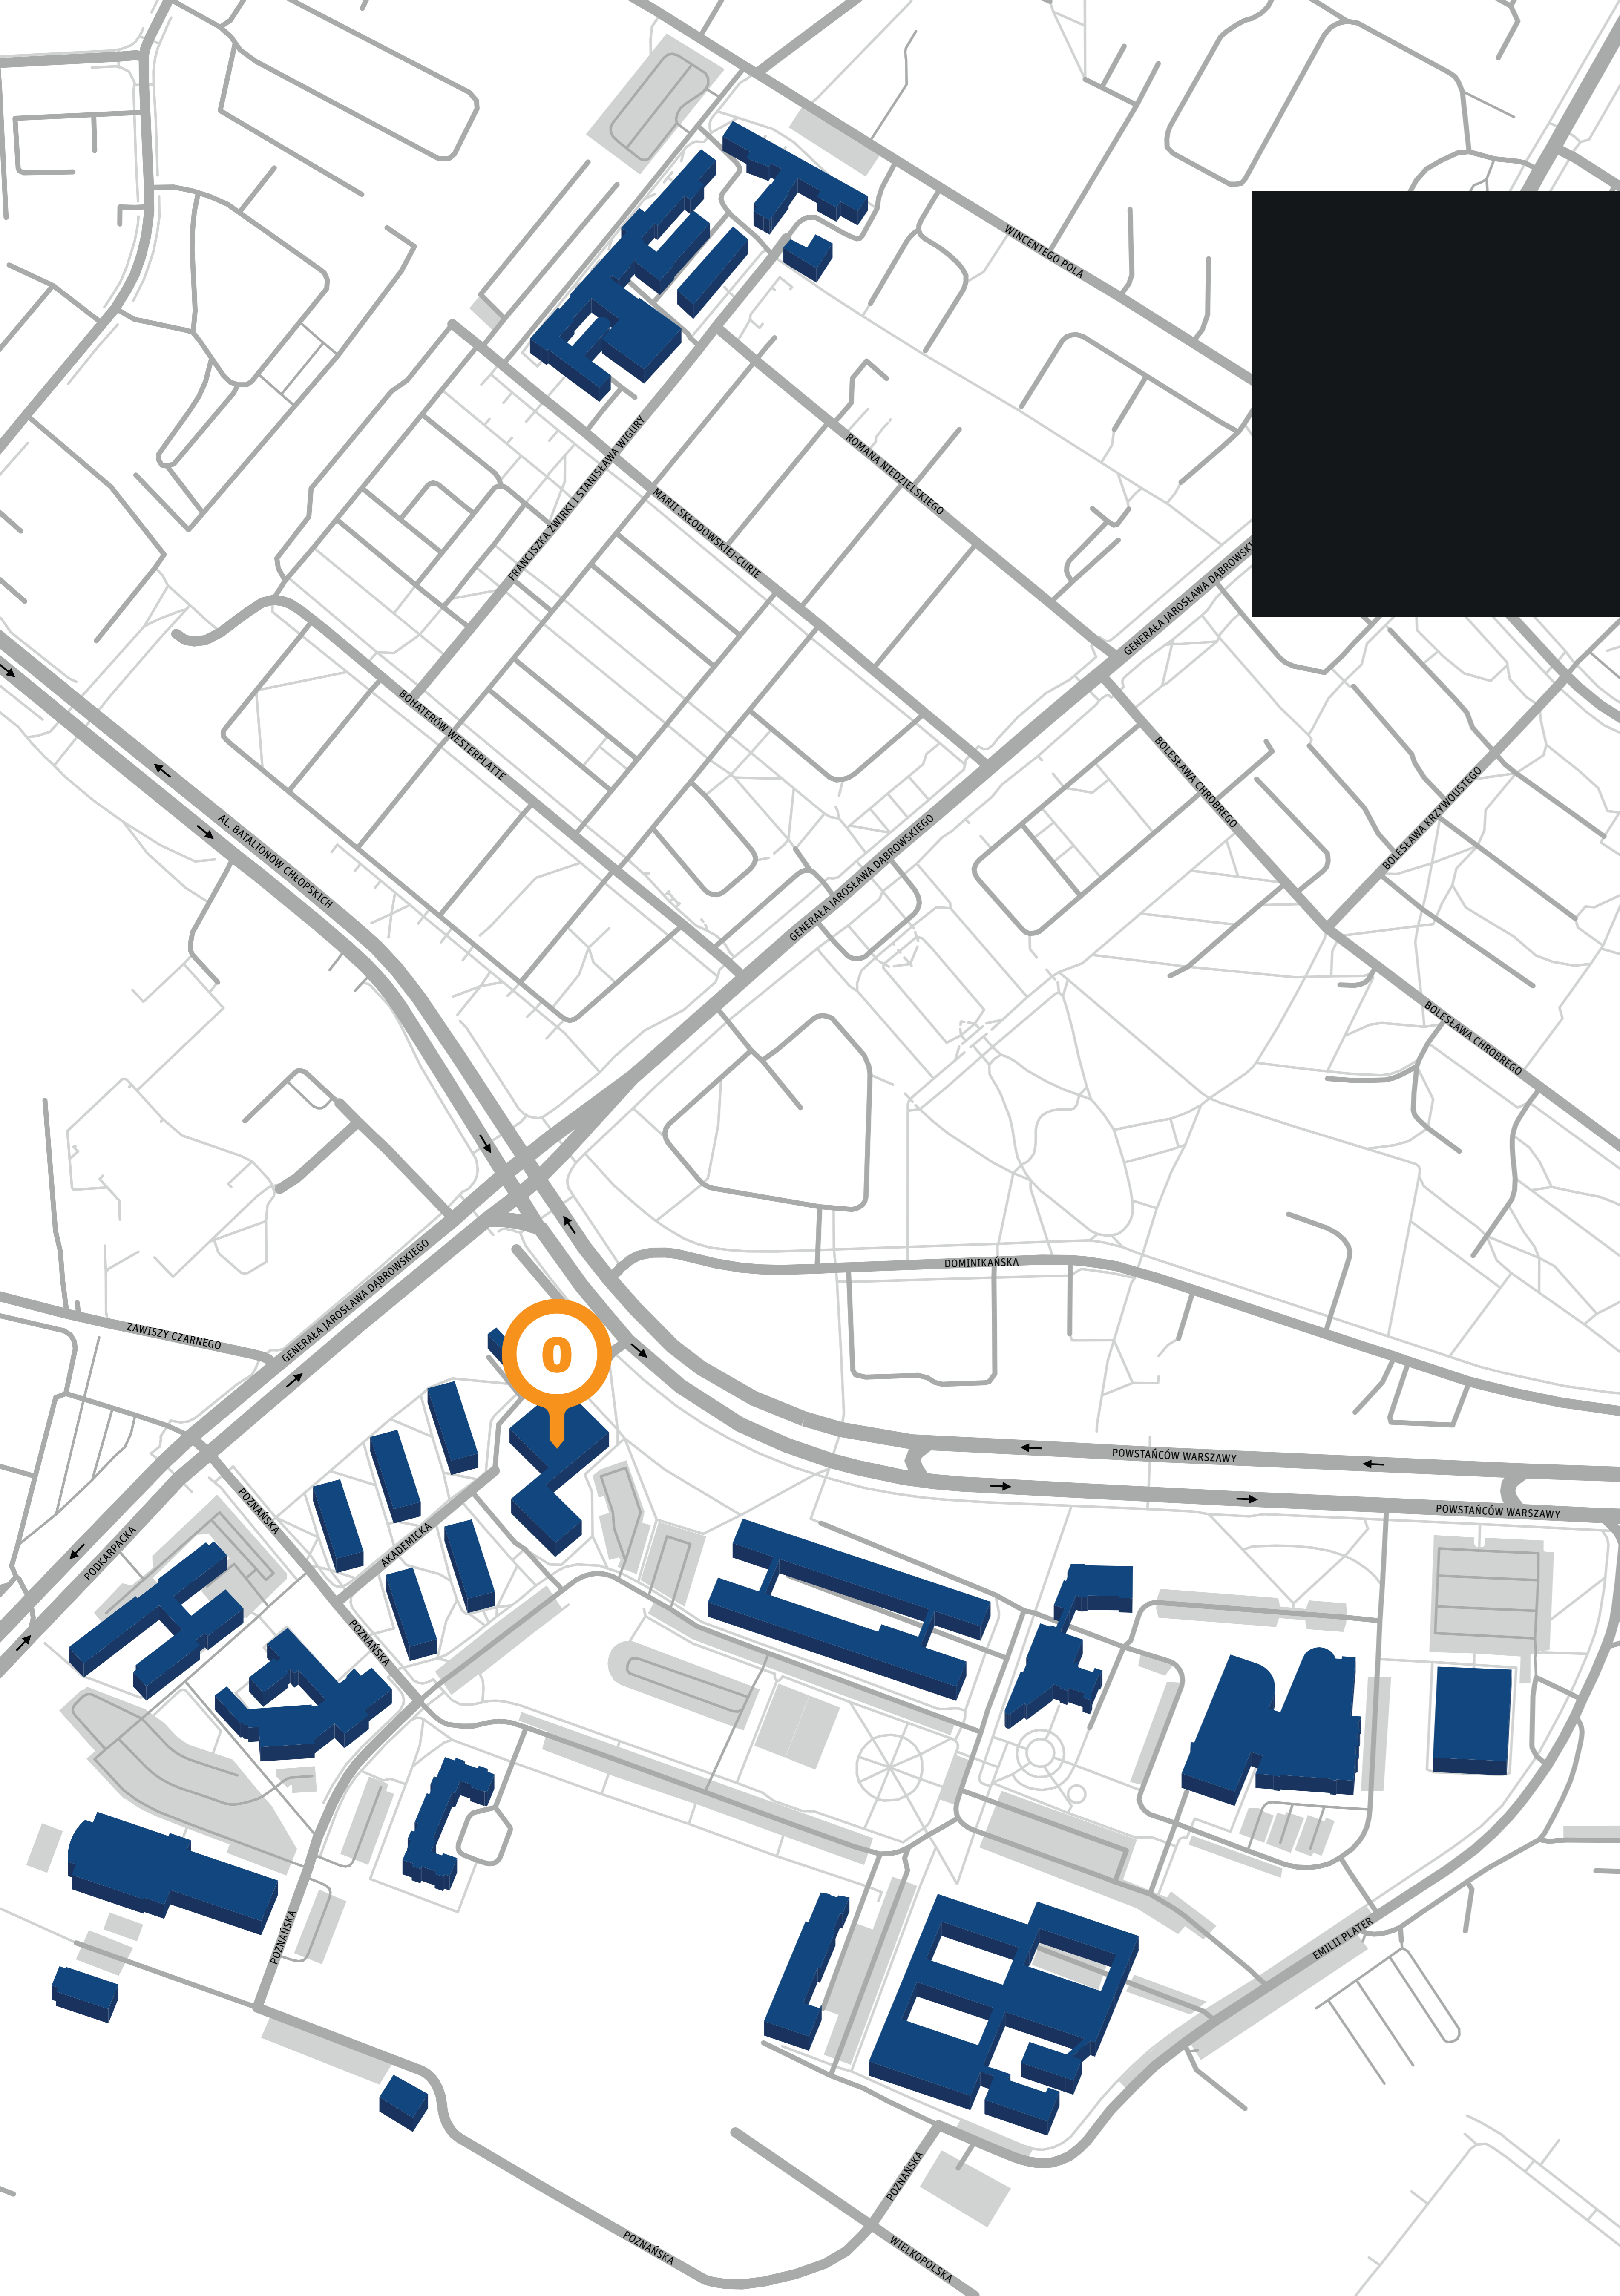 WINCENTEGO POLA
ROMANA NIEDZIELSKIEGO
FRANCISZKA ŻWIRKI I STANISŁAWA WIGURY
MARII SKŁODOWSKIEJ-CURIE
GENERAŁA JAROSŁAWA DĄBROWSKI
BOHATERÓW WESTERPLATTE
BOLESŁAWA CHROBREGO
BOLESŁAWA KRZYWOUSTEGO
AL. BATALIONÓW CHŁOPSKICH
GENERAŁA JAROSŁAWA DĄBROWSKIEGO
BOLESŁAWA CHROBREGO
DOMINIKAŃSKA
GENERAŁA JAROSŁAWA DĄBROWSKIEGO
ZAWISZY CZARNEGO
O
POWSTAŃCÓW WARSZAWY
POWSTAŃCÓW WARSZAWY
POZNAŃSKA
AKADEMICKA
PODKARPACKA
POZNAŃSKA
POZNAŃSKA
EMILII PLATER
POZNAŃSKA
POZNAŃSKA
WIELKOPOLSKA